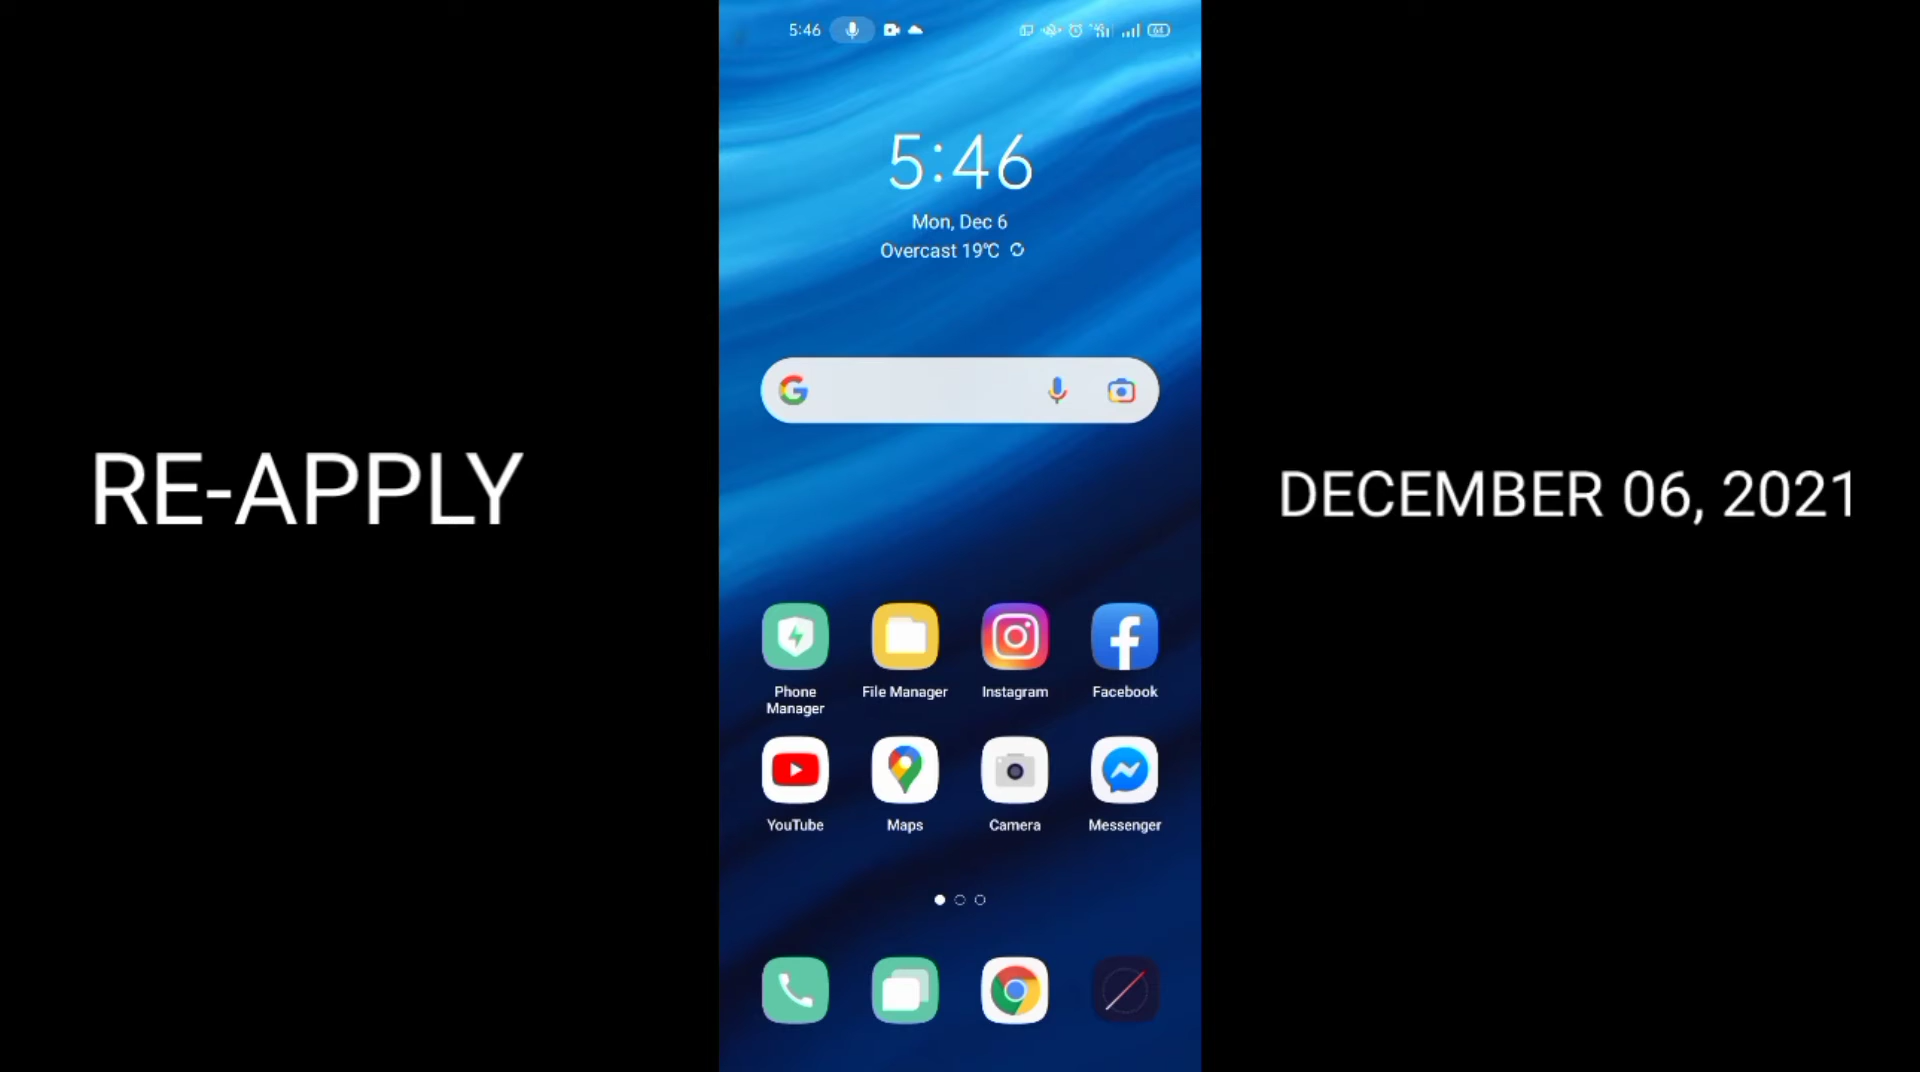 5:46
64
5:46
Mon, Dec 6
Overcast 19℃
RE-APPLY
DECEMBER 06, 2021
Phone Manager
File Manager
Instagram
Facebook
YouTube
Maps
Camera
Messenger